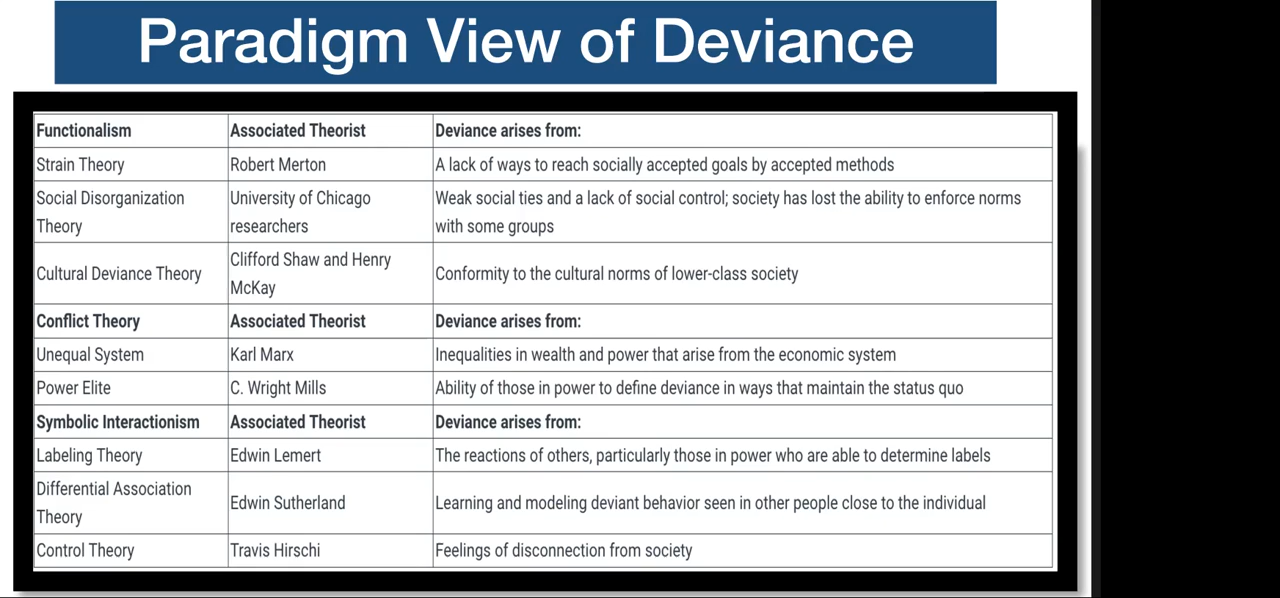 Paradigm View of Deviance
Functionalism Associated Theorist Deviance arises from:
Strain Theory Robert Merton A lack of ways to reach socially accepted goals by accepted methods
Social Disorganization Theory University of Chicago researchers Weak social ties and a lack of social control; society has lost the ability to enforce norms with some groups
Cultural Deviance Theory Clifford Shaw and Henry McKay Conformity to the cultural norms of lower-class society
Conflict Theory Associated Theorist Deviance arises from:
Unequal System Karl Marx Inequalities in wealth and power that arise from the economic system
Power Elite C. Wright Mills Ability of those in power to define deviance in ways that maintain the status quo
Symbolic Interactionism Associated Theorist Deviance arises from:
Labeling Theory Edwin Lemert The reactions of others, particularly those in power who are able to determine labels
Differential Association Theory Edwin Sutherland Learning and modeling deviant behavior seen in other people close to the individual
Control Theory Travis Hirschi Feelings of disconnection from society